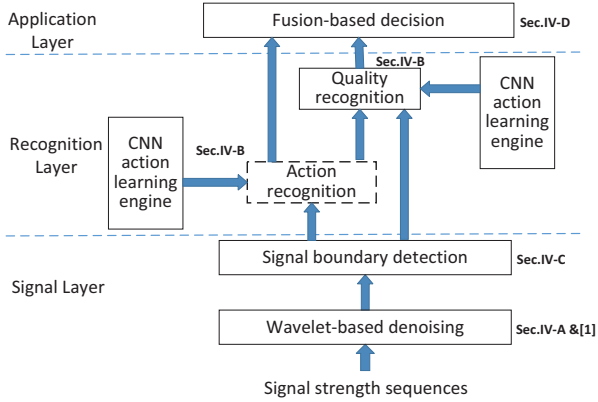 Application
Layer
Fusion-based decision
Sec.IV-D
Sec.IV-B
Quality
recognition
CNN
action
learning
engine
Recognition
Layer
CNN
action
learning
engine
Sec.IV-B
Action
recognition
Signal boundary detection
Sec.IV-C
Signal Layer
Wavelet-based denoising
Sec.IV-A &[1]
Signal strength sequences